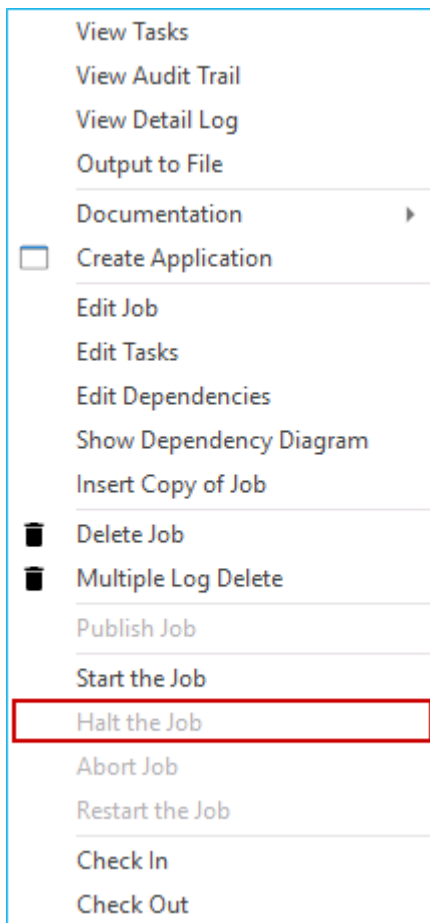 View Tasks
View Audit Trail
View Detail Log
Output to File
Documentation
Create Application
Edit Job
Edit Tasks
Edit Dependencies
Show Dependency Diagram
Insert Copy of Job
Delete Job
Multiple Log Delete
Publish Job
Start the Job
Halt the Job
Abort Job
Restart the Job
Check In
Check Out